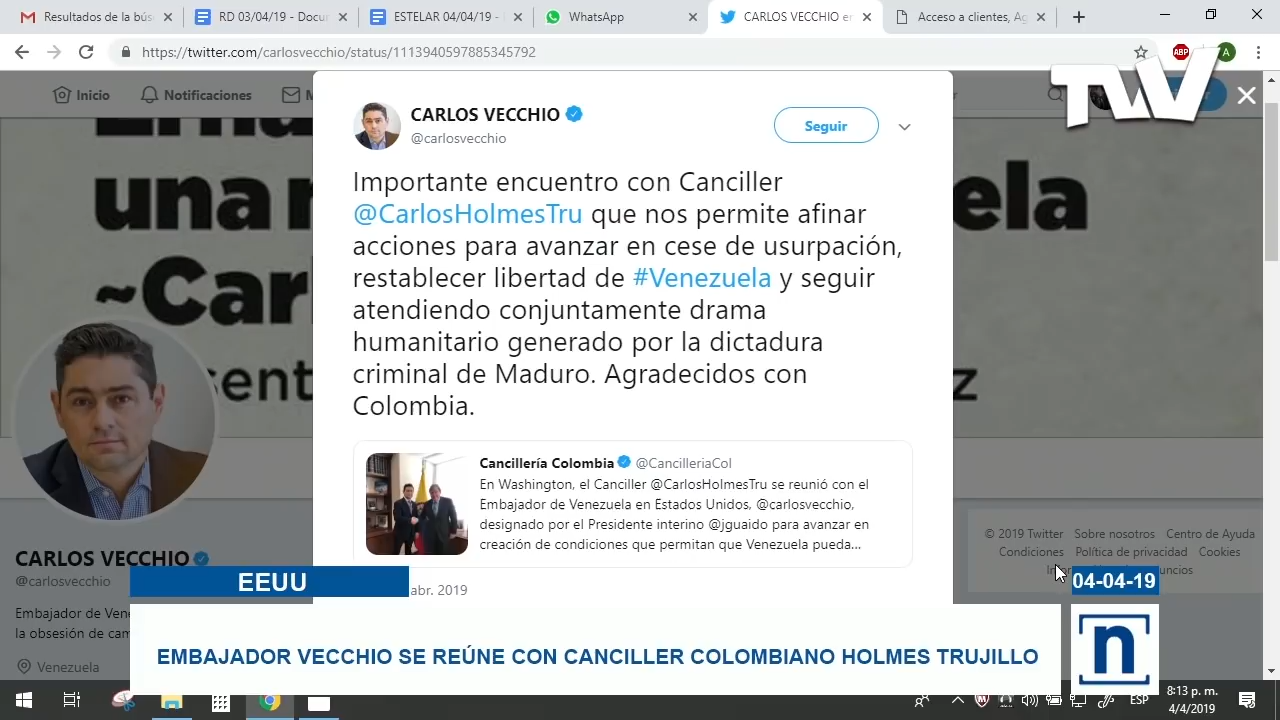 Resultados de la bús
RD 03/04/19 - Docu
ESTELAR 04/04/19 -
WhatsApp
CARLOS VECCHIO en
Acceso a clientes, Ag
https://twitter.com/carlosvecchio/status/1113940597885345792
ABP
A
TVV
Inicio
Notificaciones
M
una
ela
~Car
sent
z
CARLOS VECCHIO
@carlosvecchio
Seguir
Importante encuentro con Canciller
@CarlosHolmesTru que nos permite afinar
acciones para avanzar en cese de usurpación,
restablecer libertad de #Venezuela y seguir
atendiendo conjuntamente drama
humanitario generado por la dictadura
criminal de Maduro. Agradecidos con
Colombia.
Cancillería Colombia @CancilleriaCol
En Washington, el Canciller @CarlosHolmesTru se reunió con el
Embajador de Venezuela en Estados Unidos, @carlosvecchio,
designado por el Presidente interino @jguaido para avanzar en
creación de condiciones que permitan que Venezuela pueda...
abr. 2019
CARLOS VECCHIO
@carlosvecchio
Embajador de Vene
la obsesión de cam
Venezuela
© 2019 Twitter Sobre nosotros Centro de Ayuda
Condiciones Política de privacidad Cookies
EEUU
04-04-19
EMBAJADOR VECCHIO SE REÚNE CON CANCILLER COLOMBIANO HOLMES TRUJILLO
n
ESP
8:13 p. m.
4/4/2019